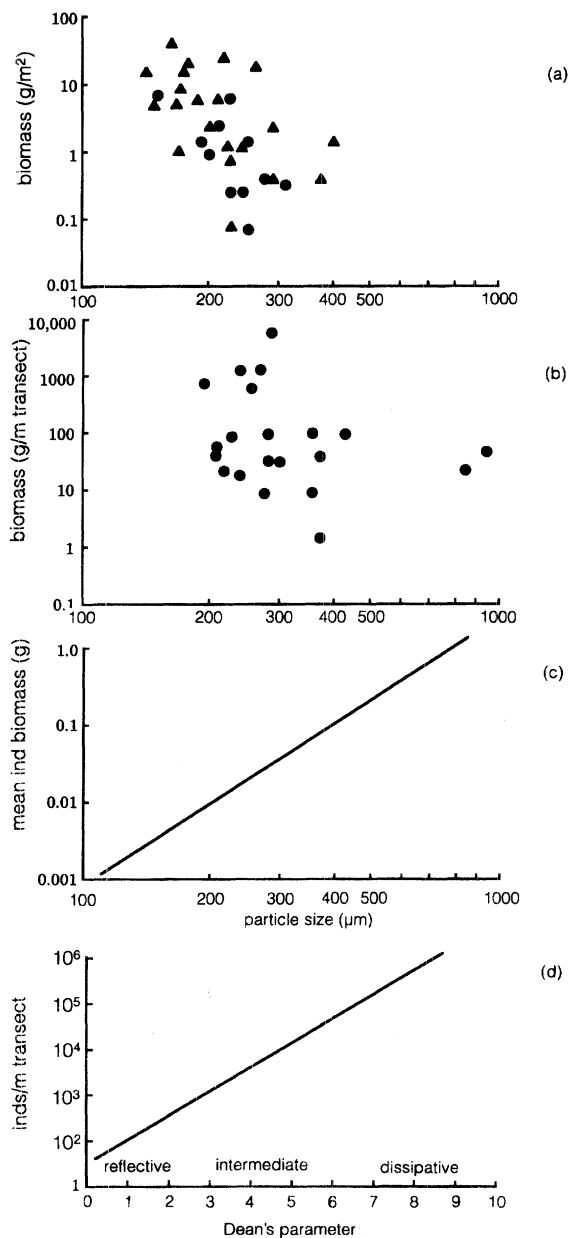 100
10
1
0.1
0.01
biomass (g/m²)
(a)
100 200 300 400 500 1000
10,000
1000
100
10
1
0.1
biomass (g/m transect)
(b)
100 200 300 400 500 1000
1.0
0.1
0.01
0.001
mean ind biomass (g)
(c)
100 200 300 400 500 1000
particle size (µm)
10⁶
10⁵
10⁴
10³
10²
1
inds/m transect
(d)
reflective intermediate dissipative
0 1 2 3 4 5 6 7 8 9 10
Dean's parameter